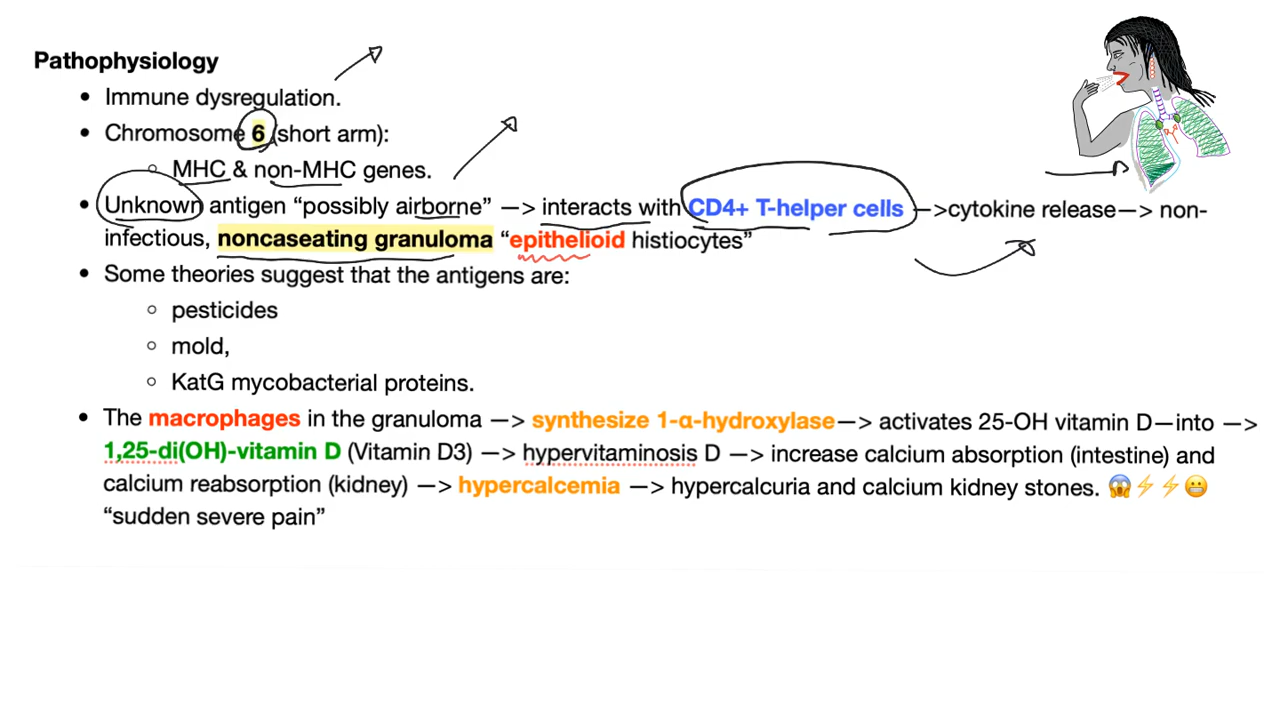 Pathophysiology
• Immune dysregulation.
• Chromosome 6 (short arm):
○ MHC & non-MHC genes.
• Unknown antigen “possibly airborne” —> interacts with CD4+ T-helper cells —>cytokine release—> non-
infectious, noncaseating granuloma “epithelioid histiocytes”
• Some theories suggest that the antigens are:
○ pesticides
○ mold,
○ KatG mycobacterial proteins.
• The macrophages in the granuloma —> synthesize 1-α-hydroxylase—> activates 25-OH vitamin D—into —>
1,25-di(OH)-vitamin D (Vitamin D3) —> hypervitaminosis D —> increase calcium absorption (intestine) and
calcium reabsorption (kidney) —> hypercalcemia —> hypercalcuria and calcium kidney stones. 😱⚡⚡😬
“sudden severe pain”